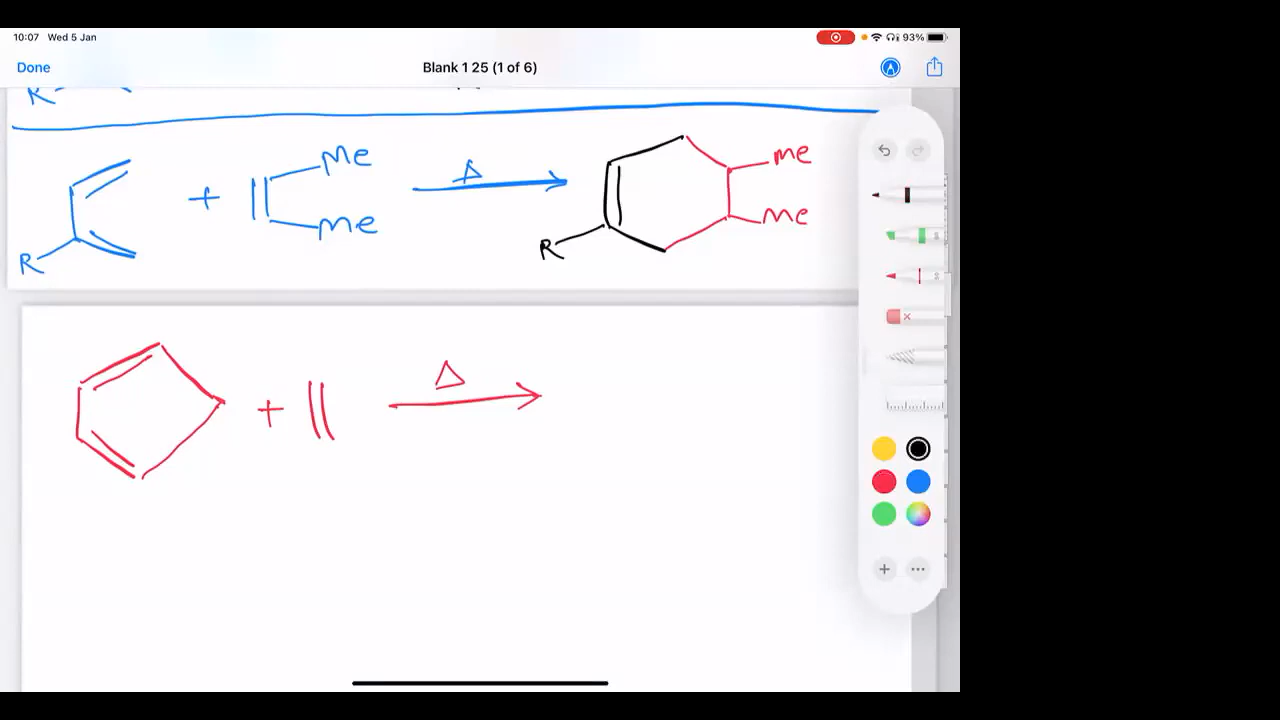 10:07 Wed 5 Jan 93%
Done Blank 1 25 (1 of 6)
R
Me
Δ
me
+
Me
me
R
R
Δ
+